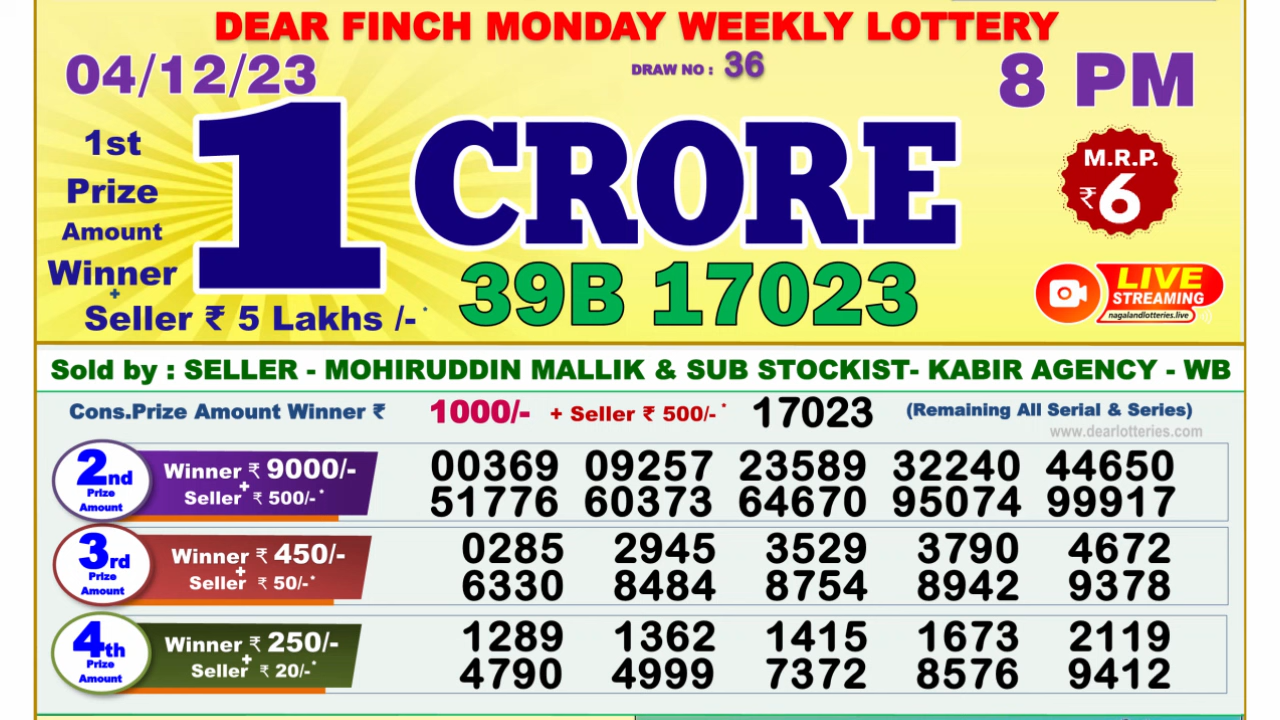 DEAR FINCH MONDAY WEEKLY LOTTERY
04/12/23
DRAW NO : 36
8 PM
1st
Prize
Amount
Winner
+
Seller ₹ 5 Lakhs /-*
1 CRORE
39B 17023
M.R.P.
₹6
LIVE
STREAMING
nagalandlotteries.live
Sold by : SELLER - MOHIRUDDIN MALLIK & SUB STOCKIST- KABIR AGENCY - WB
Cons.Prize Amount Winner ₹ 1000/- + Seller ₹ 500/-* 17023 (Remaining All Serial & Series)
www.dearlotteries.com
2nd
Prize
Amount
Winner ₹ 9000/-
+
Seller ₹ 500/-*
00369 09257 23589 32240 44650
51776 60373 64670 95074 99917
3rd
Prize
Amount
Winner ₹ 450/-
+
Seller ₹ 50/-*
0285 2945 3529 3790 4672
6330 8484 8754 8942 9378
4th
Prize
Amount
Winner ₹ 250/-
+
Seller ₹ 20/-*
1289 1362 1415 1673 2119
4790 4999 7372 8576 9412